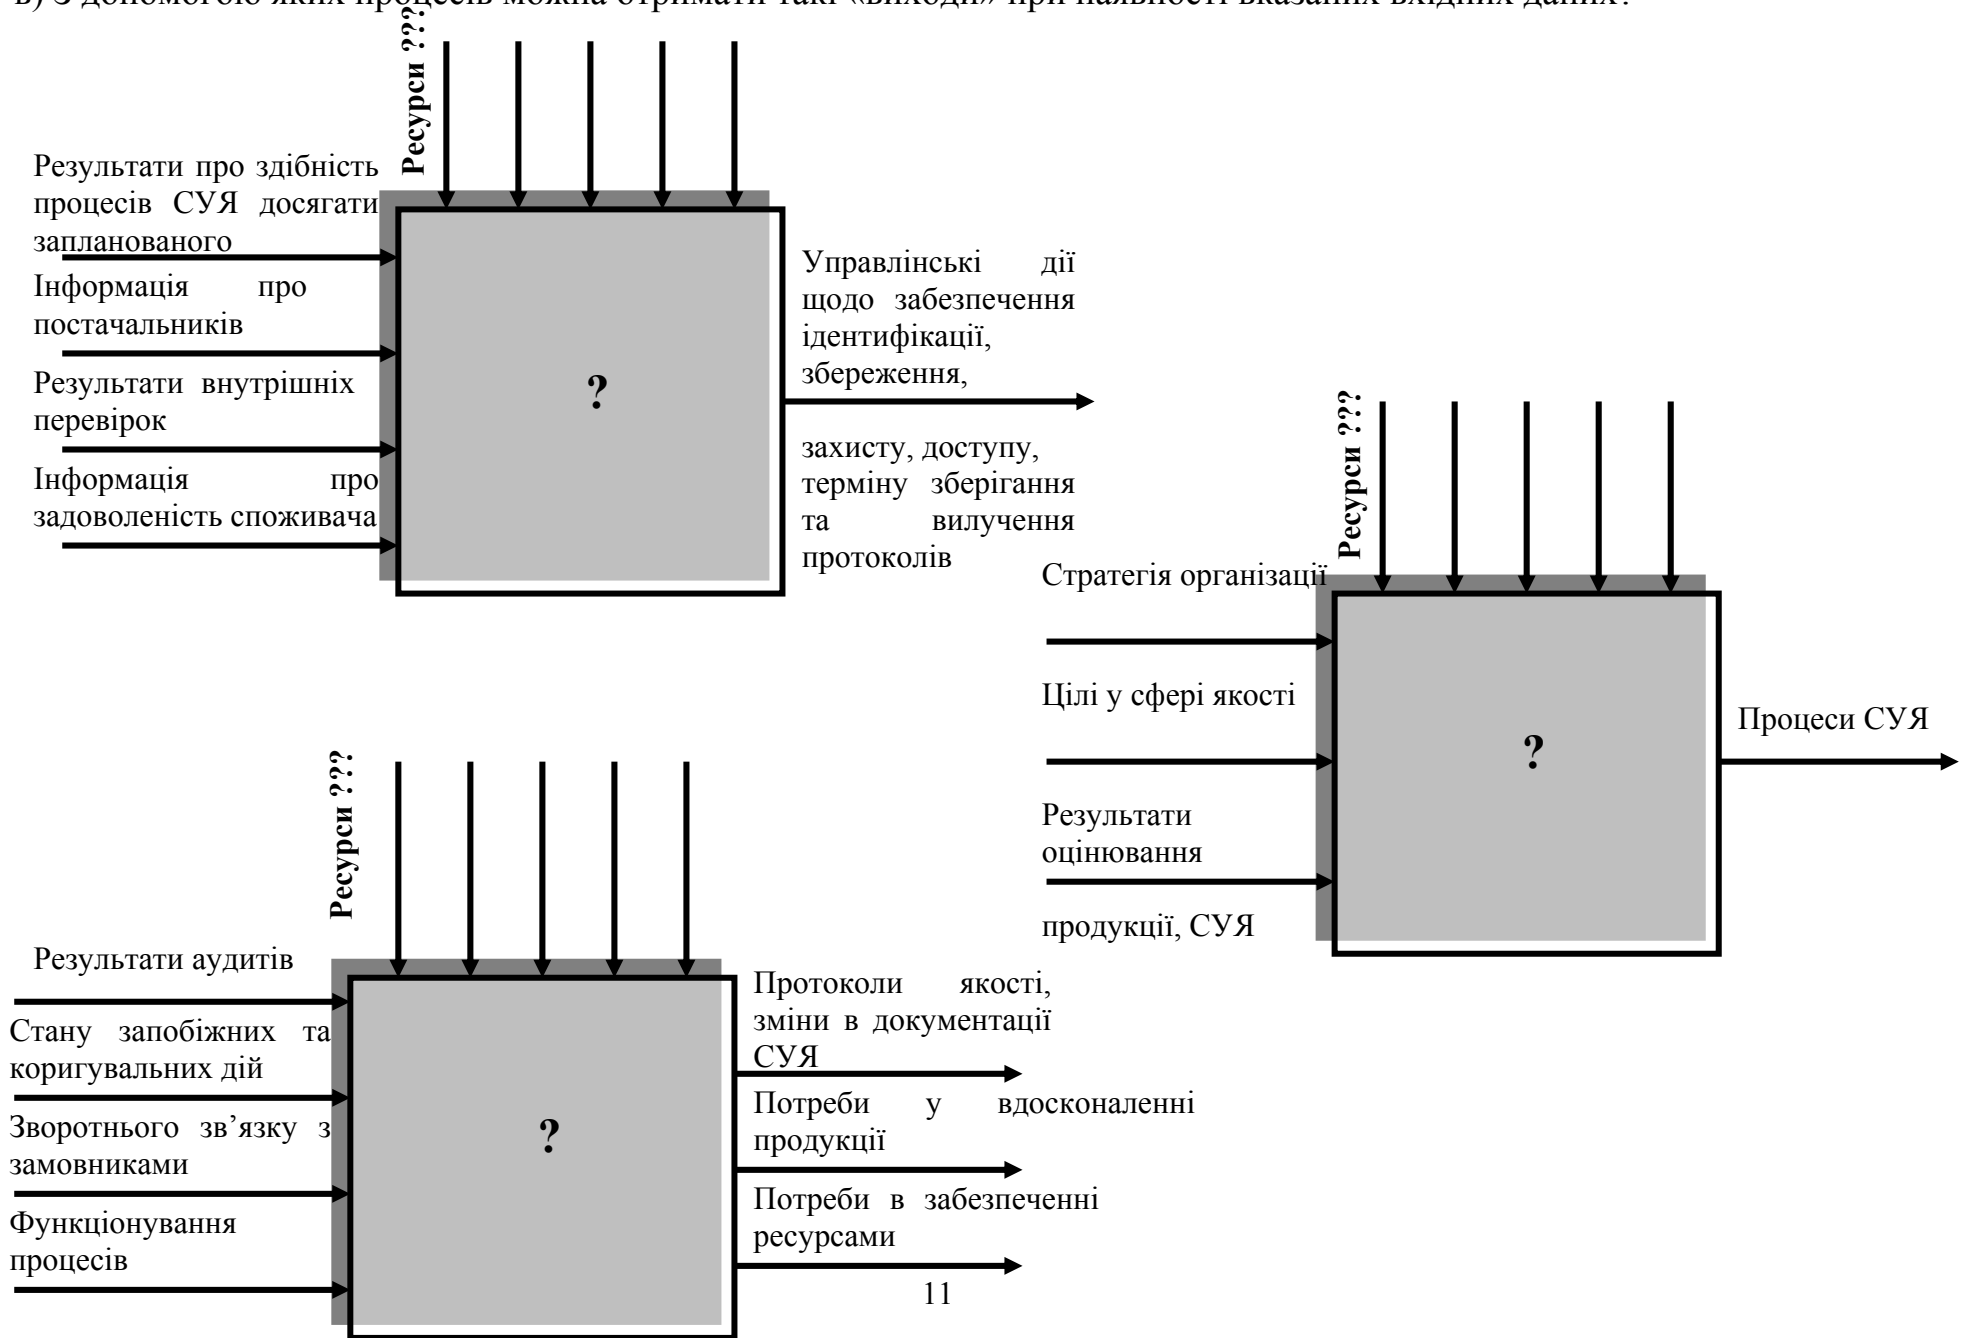 в) З допомогою яких процесів можна отримати такі «виходи» при наявності вказаних вхідних даних?
Ресурси ???
Результати про здібність
процесів СУЯ досягати
запланованого
Інформація про
постачальників
Результати внутрішніх
перевірок
Інформація про
задоволеність споживача
?
Управлінські дії
щодо забезпечення
ідентифікації,
збереження,
захисту, доступу,
терміну зберігання
та вилучення
протоколів
Ресурси ???
Стратегія організації
Цілі у сфері якості
Результати
оцінювання
продукції, СУЯ
?
Процеси СУЯ
Ресурси ???
Результати аудитів
Стану запобіжних та
коригувальних дій
Зворотнього зв’язку з
замовниками
Функціонування
процесів
?
Протоколи якості,
зміни в документації
СУЯ
Потреби у вдосконаленні
продукції
Потреби в забезпеченні
ресурсами
11